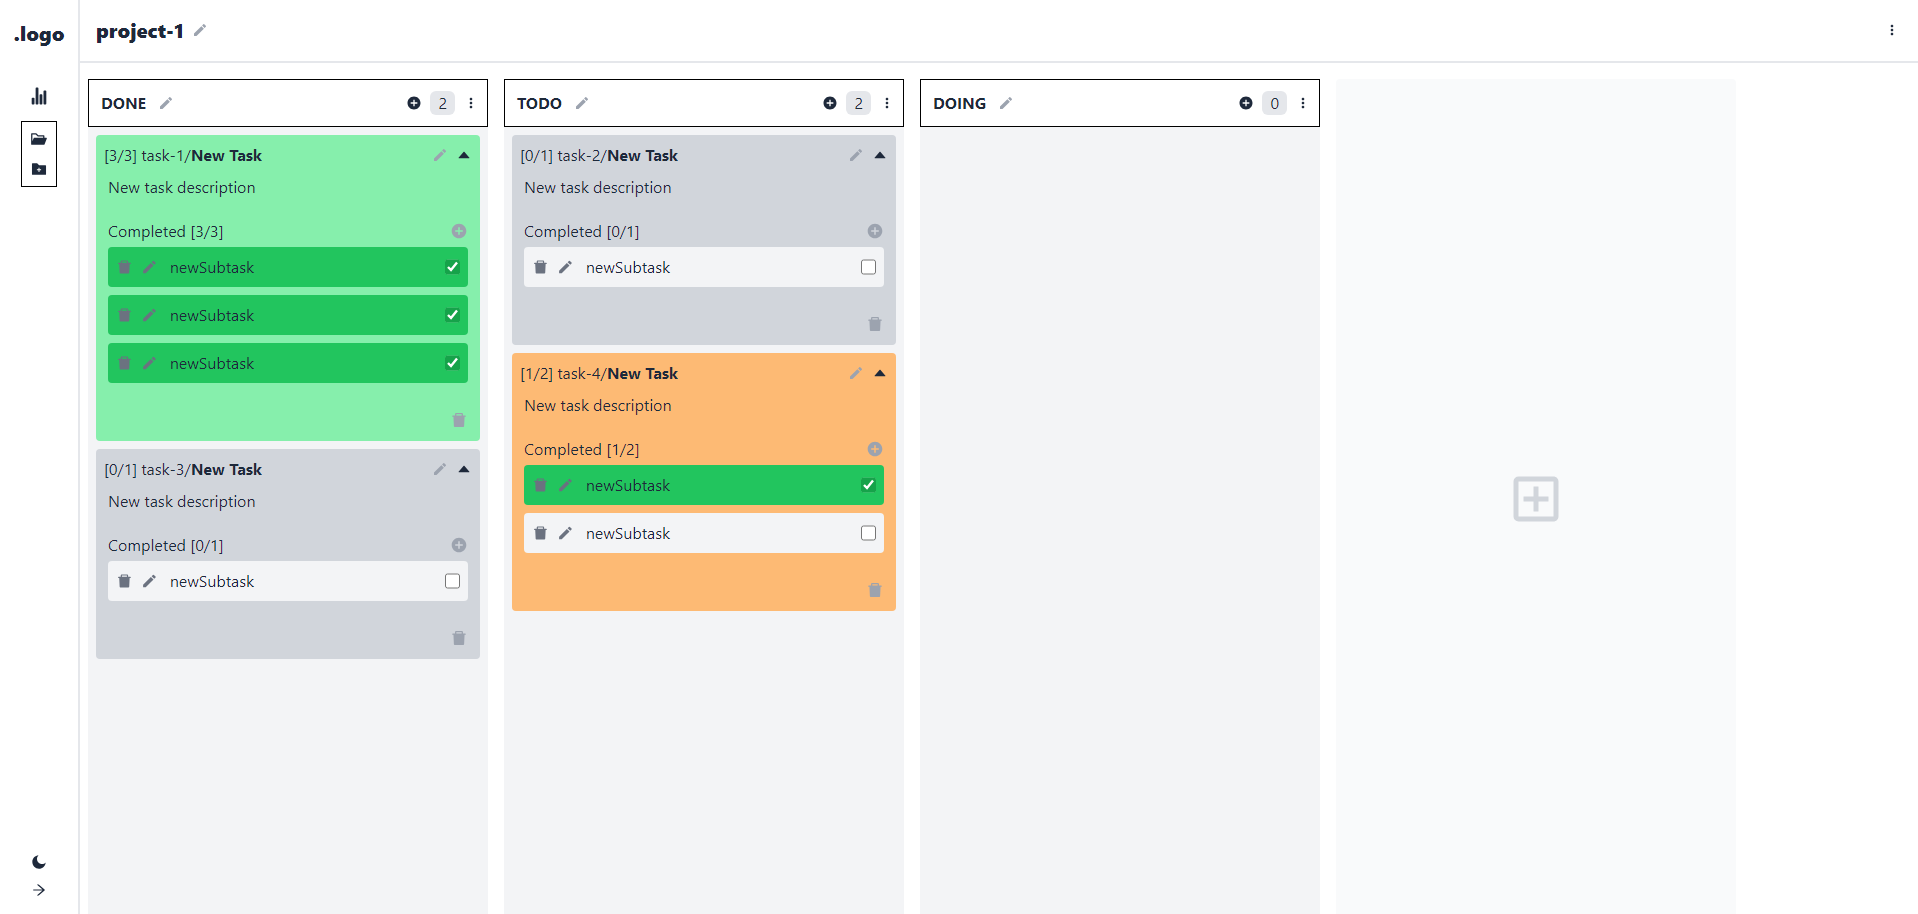 .logo
project-1
DONE 2
[3/3] task-1/New Task
New task description
Completed [3/3]
newSubtask
newSubtask
newSubtask
[0/1] task-3/New Task
New task description
Completed [0/1]
newSubtask
TODO 2
[0/1] task-2/New Task
New task description
Completed [0/1]
newSubtask
[1/2] task-4/New Task
New task description
Completed [1/2]
newSubtask
newSubtask
DOING 0